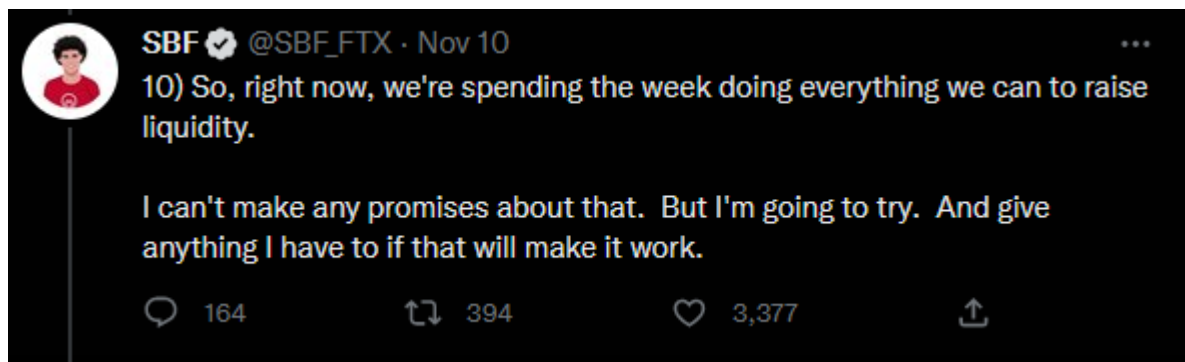 SBF @SBF_FTX · Nov 10
10) So, right now, we're spending the week doing everything we can to raise
liquidity.
I can't make any promises about that.  But I'm going to try.  And give
anything I have to if that will make it work.
164 394 3,377